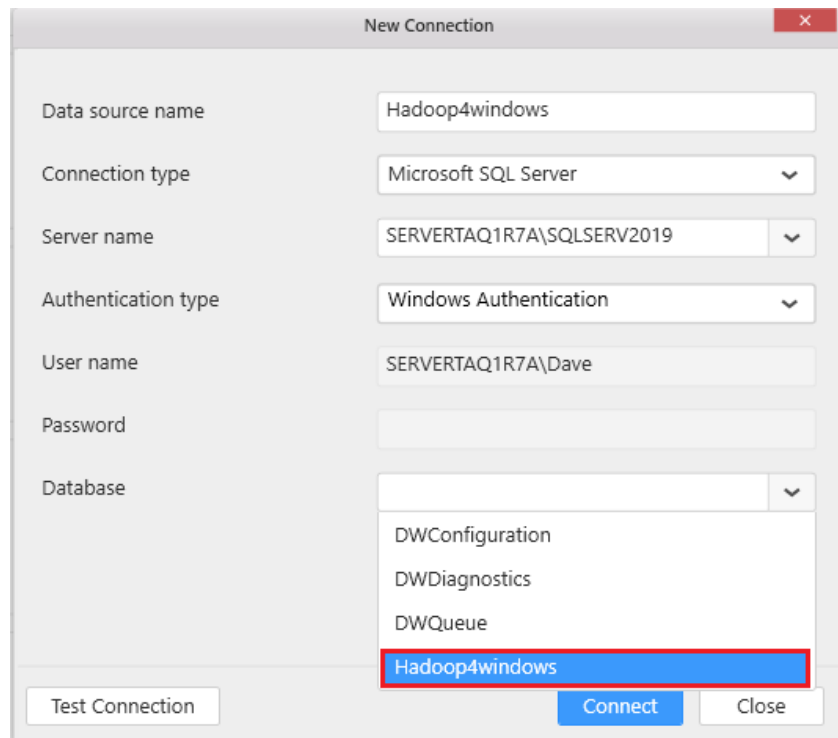 New Connection
Data source name
Hadoop4windows
Connection type
Microsoft SQL Server
Server name
SERVERTAQ1R7A\SQLSERV2019
Authentication type
Windows Authentication
User name
SERVERTAQ1R7A\Dave
Password
Database
DWConfiguration
DWDiagnostics
DWQueue
Hadoop4windows
Test Connection
Connect
Close